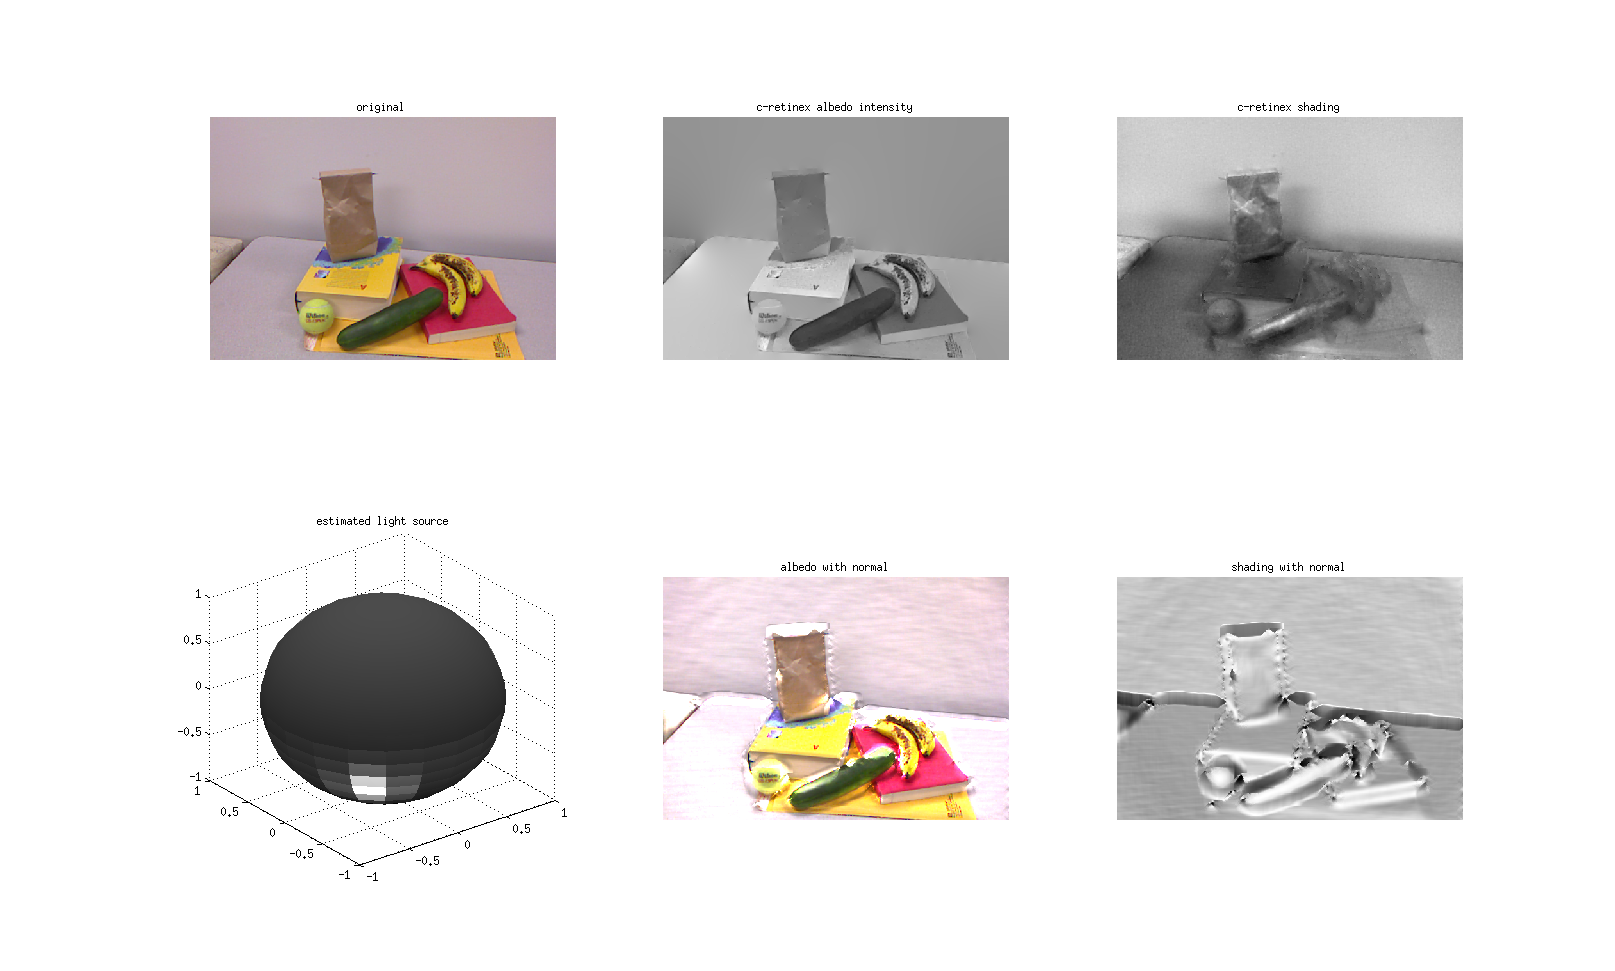 original
c-retinex albedo intensity
c-retinex shading
estimated light source
1
0.5
0
-0.5
-1
1
0.5
0
-0.5
-1
-1
-0.5
0
0.5
1
albedo with normal
shading with normal